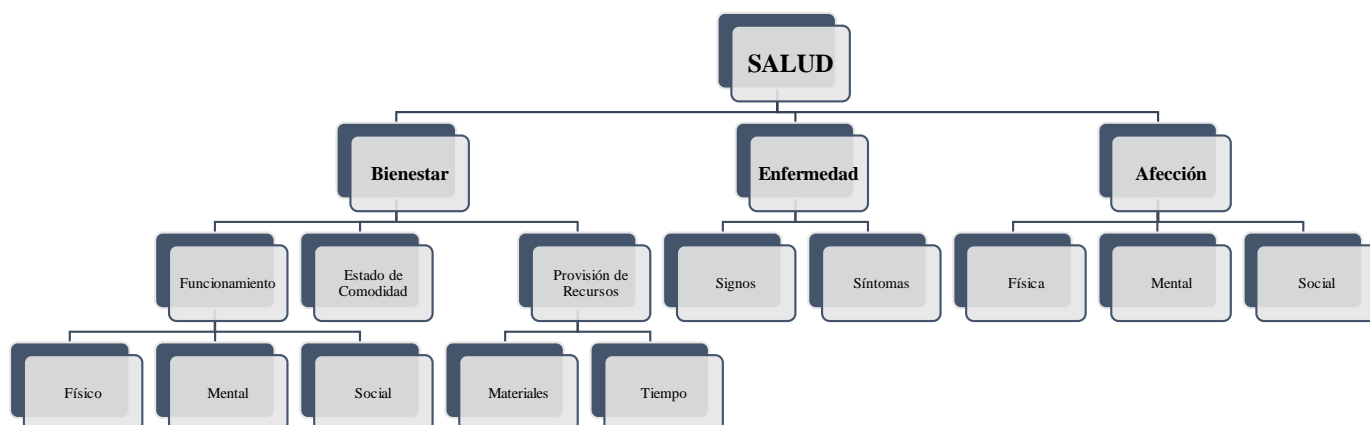 SALUD
Bienestar
Enfermedad
Afección
Funcionamiento
Estado de
Comodidad
Provisión de
Recursos
Signos
Síntomas
Física
Mental
Social
Físico
Mental
Social
Materiales
Tiempo